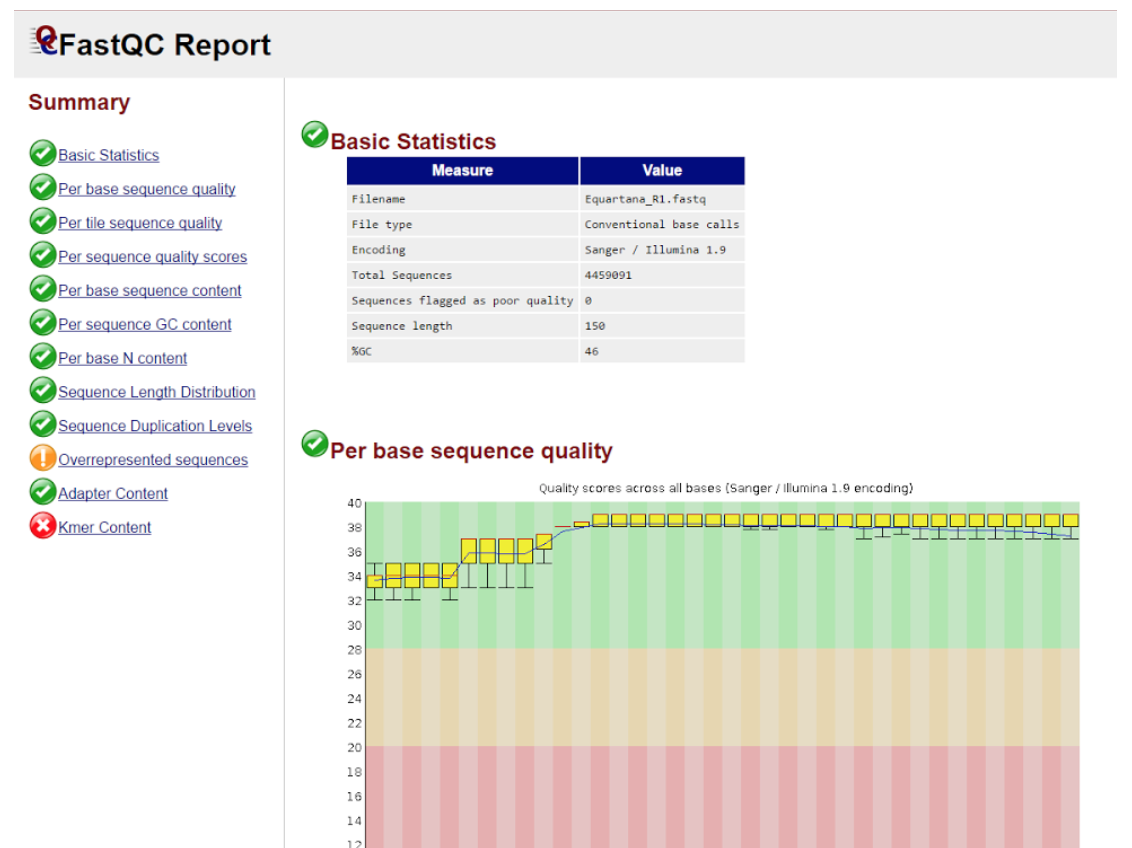 FastQC Report
Summary
Basic Statistics
Per base sequence quality
Per tile sequence quality
Per sequence quality scores
Per base sequence content
Per sequence GC content
Per base N content
Sequence Length Distribution
Sequence Duplication Levels
Overrepresented sequences
Adapter Content
Kmer Content
Basic Statistics
Measure Value
Filename Equartana_R1.fastq
File type Conventional base calls
Encoding Sanger / Illumina 1.9
Total Sequences 4459091
Sequences flagged as poor quality 0
Sequence length 150
%GC 46
Per base sequence quality
Quality scores across all bases (Sanger / Illumina 1.9 encoding)
40
38
36
34
32
30
28
26
24
22
20
18
16
14
12